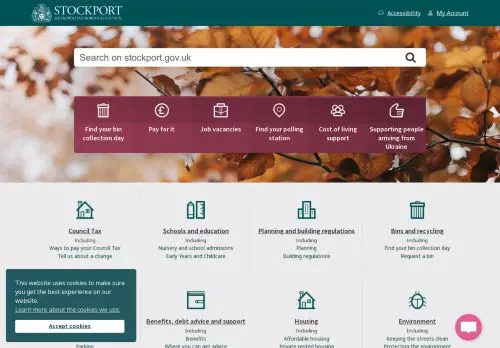 STOCKPORT
METROPOLITAN BOROUGH COUNCIL
Accessibility
My Account
Search on stockport.gov.uk
Find your bin
collection day
Pay for it
Job vacancies
Find your polling
station
Cost of living
support
Supporting people
arriving from
Ukraine
Council Tax
Including
Ways to pay your Council Tax
Tell us about a change
Schools and education
Including
Nursery and school admissions
Early Years and Childcare
Planning and building regulations
Including
Planning
Building regulations
Bins and recycling
Including
Find your bin collection day
Request a bin
This website uses cookies to make sure
you get the best experience on our
website.
Learn more about the cookies we use.
Accept cookies
Parking
Benefits, debt advice and support
Including
Benefits
Where you can get advice
Housing
Including
Affordable housing
Private rented housing
Environment
Including
Keeping the streets clean
Protecting the environment